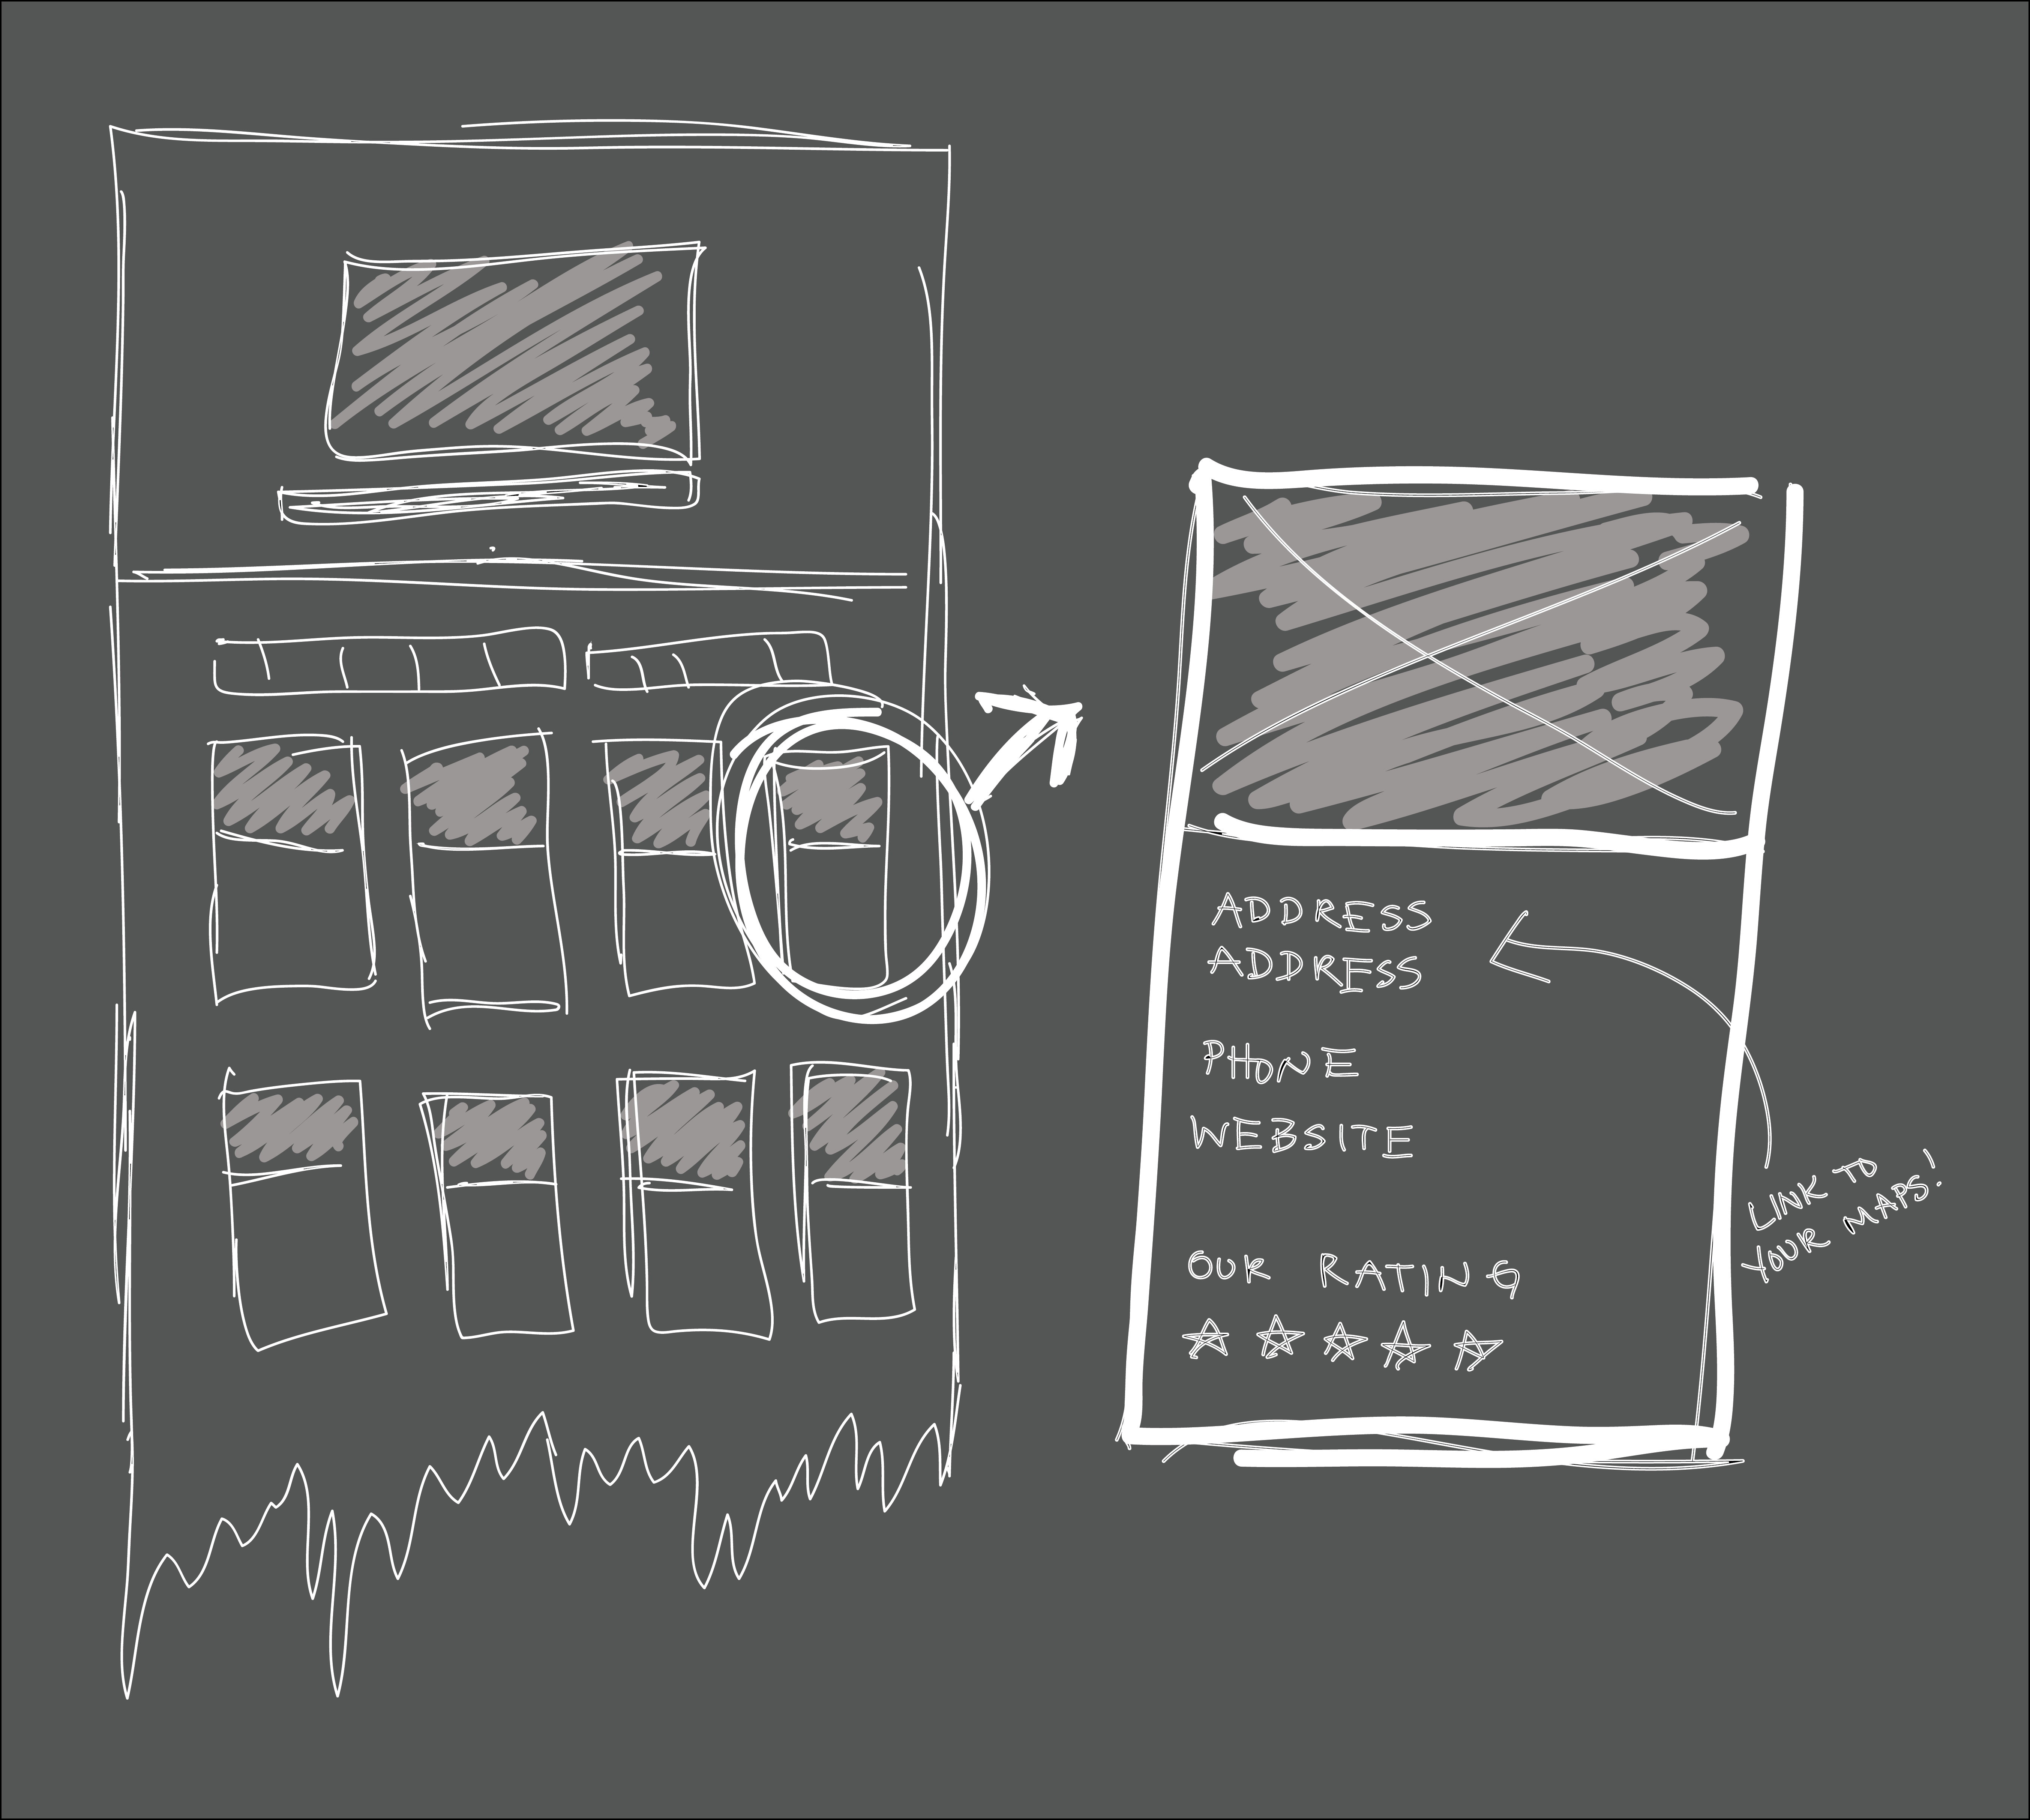 ADDRESS
ADDRESS
PHONE
WEBSITE
OUR RATING
LINK TO
YOUR MAPS!